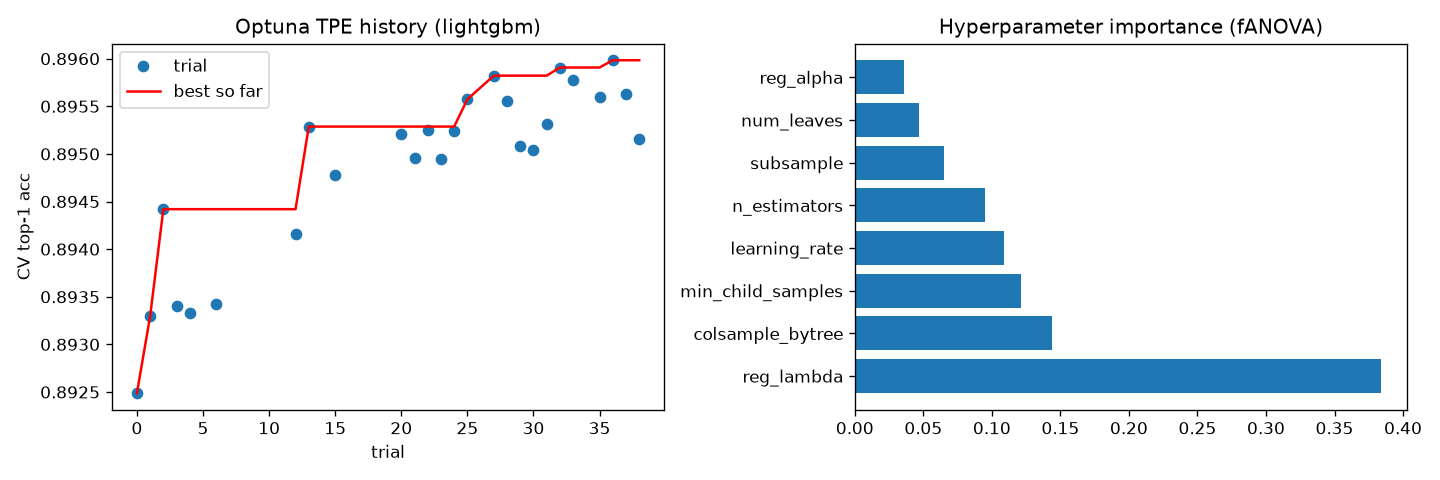 Optuna TPE history (lightgbm)
trial
best so far
CV top-1 acc
0.8960
0.8955
0.8950
0.8945
0.8940
0.8935
0.8930
0.8925
0 5 10 15 20 25 30 35
trial
Hyperparameter importance (fANOVA)
reg_alpha
num_leaves
subsample
n_estimators
learning_rate
min_child_samples
colsample_bytree
reg_lambda
0.00 0.05 0.10 0.15 0.20 0.25 0.30 0.35 0.40